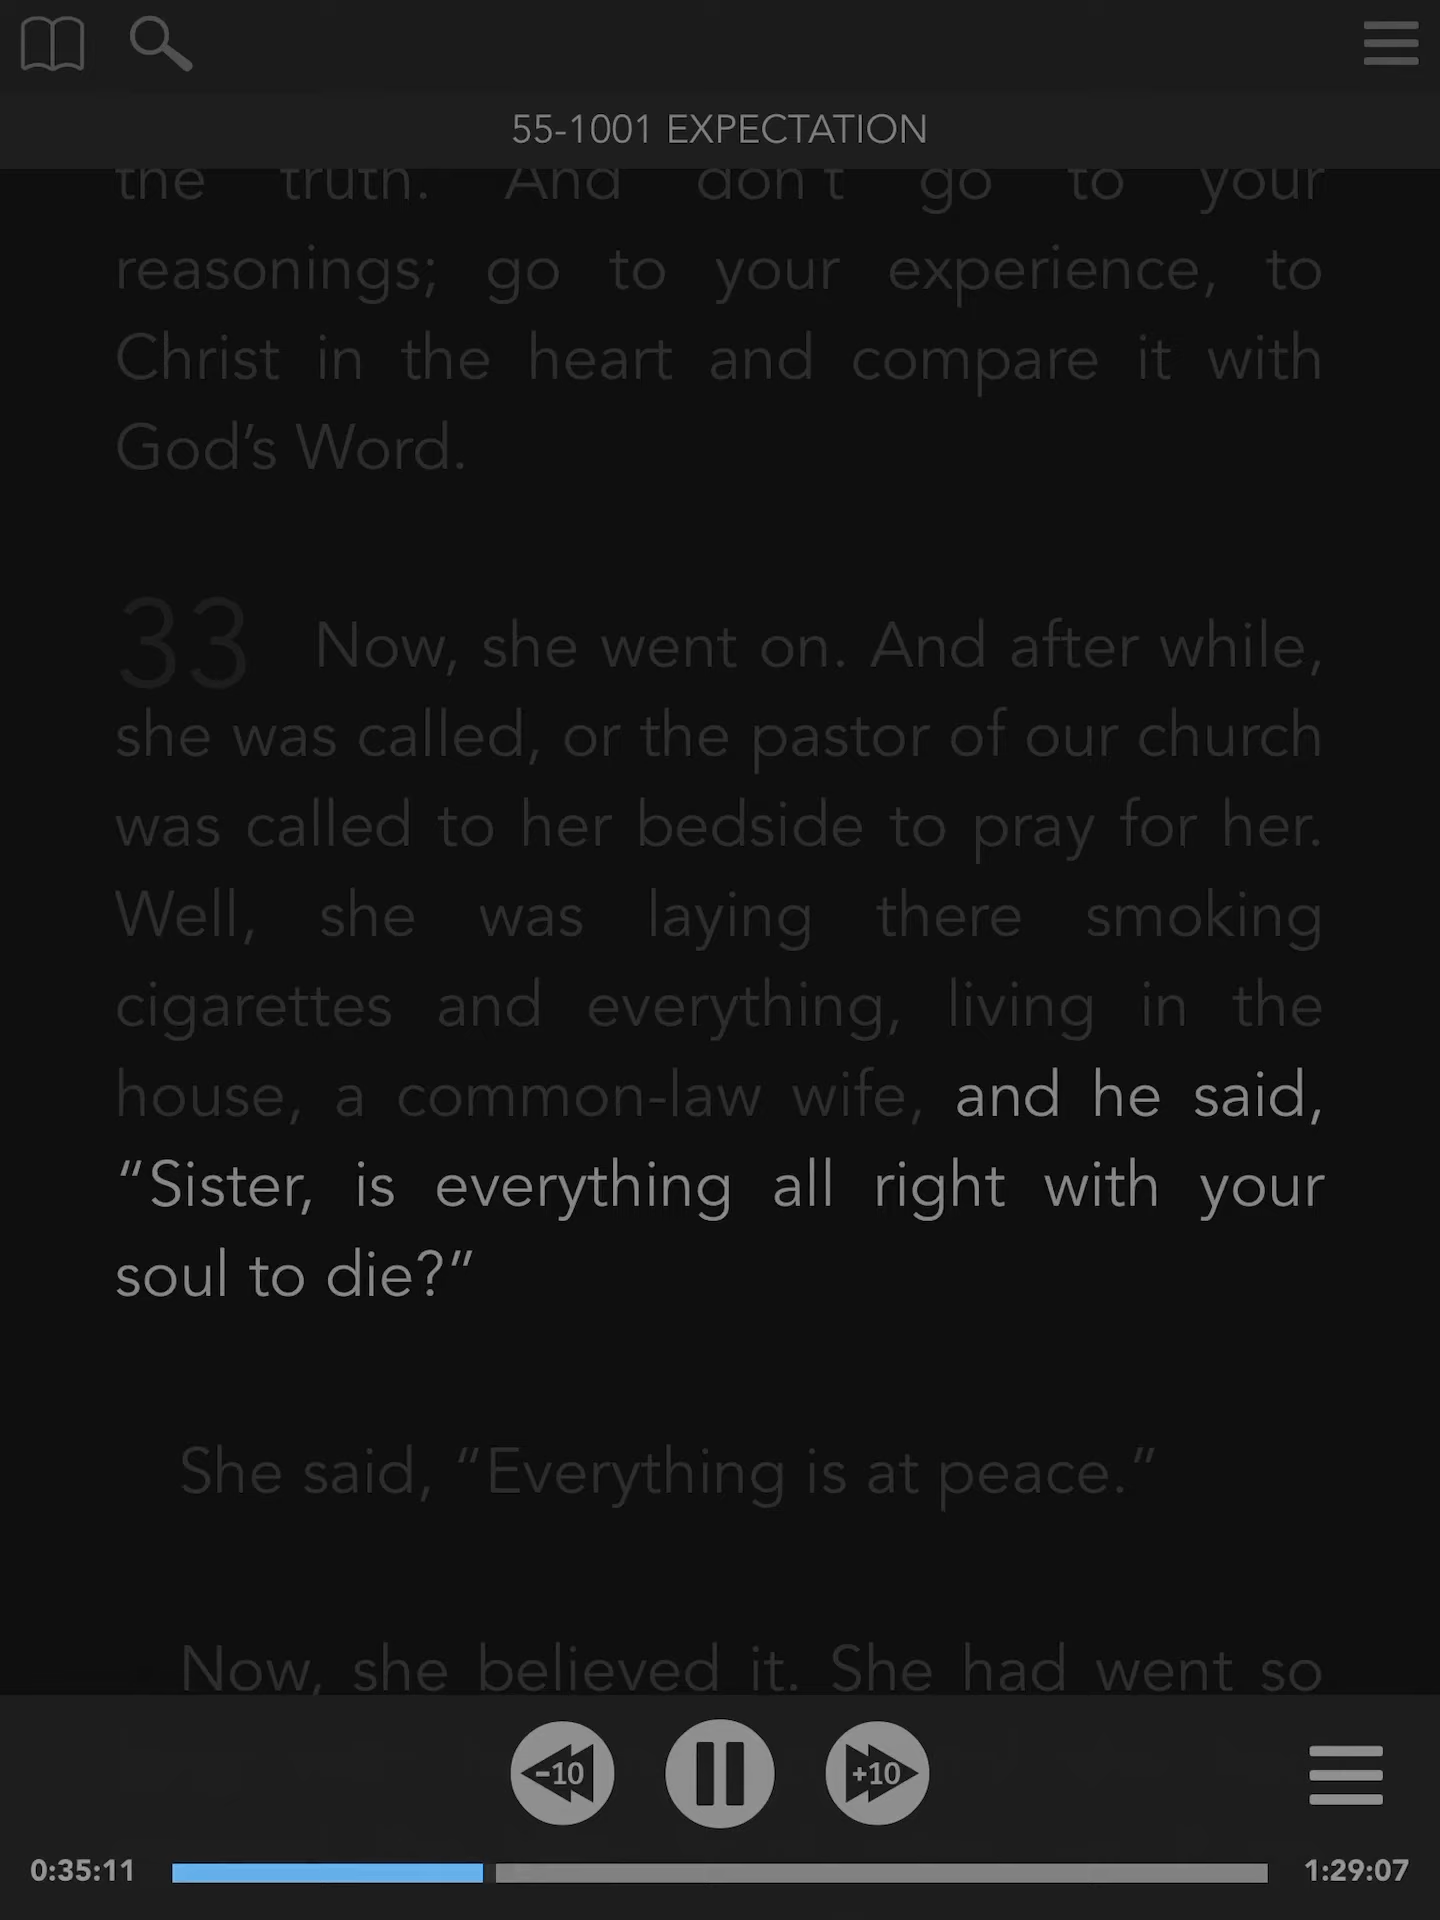 55-1001 EXPECTATION
the truth. And don't go to your
reasonings; go to your experience, to
Christ in the heart and compare it with
God's Word.
33 Now, she went on. And after while,
she was called, or the pastor of our church
was called to her bedside to pray for her.
Well, she was laying there smoking
cigarettes and everything, living in the
house, a common-law wife, and he said,
“Sister, is everything all right with your
soul to die?”
She said, “Everything is at peace.”
Now, she believed it. She had went so
-10 +10
0:35:11 1:29:07